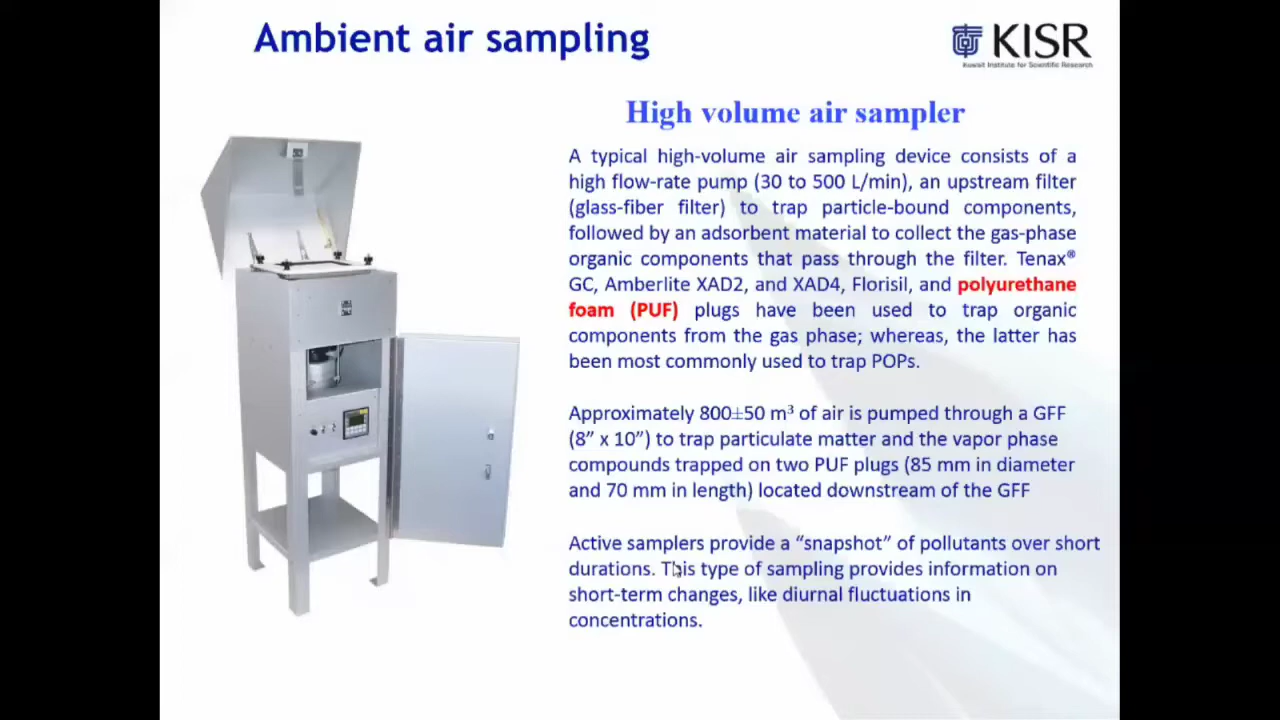 Ambient air sampling
KISR
Kuwait Institute for Scientific Research
High volume air sampler
A typical high-volume air sampling device consists of a
high flow-rate pump (30 to 500 L/min), an upstream filter
(glass-fiber filter) to trap particle-bound components,
followed by an adsorbent material to collect the gas-phase
organic components that pass through the filter. Tenax®
GC, Amberlite XAD2, and XAD4, Florisil, and polyurethane
foam (PUF) plugs have been used to trap organic
components from the gas phase; whereas, the latter has
been most commonly used to trap POPs.
Approximately 800±50 m³ of air is pumped through a GFF
(8” x 10”) to trap particulate matter and the vapor phase
compounds trapped on two PUF plugs (85 mm in diameter
and 70 mm in length) located downstream of the GFF
Active samplers provide a “snapshot” of pollutants over short
durations. This type of sampling provides information on
short-term changes, like diurnal fluctuations in
concentrations.